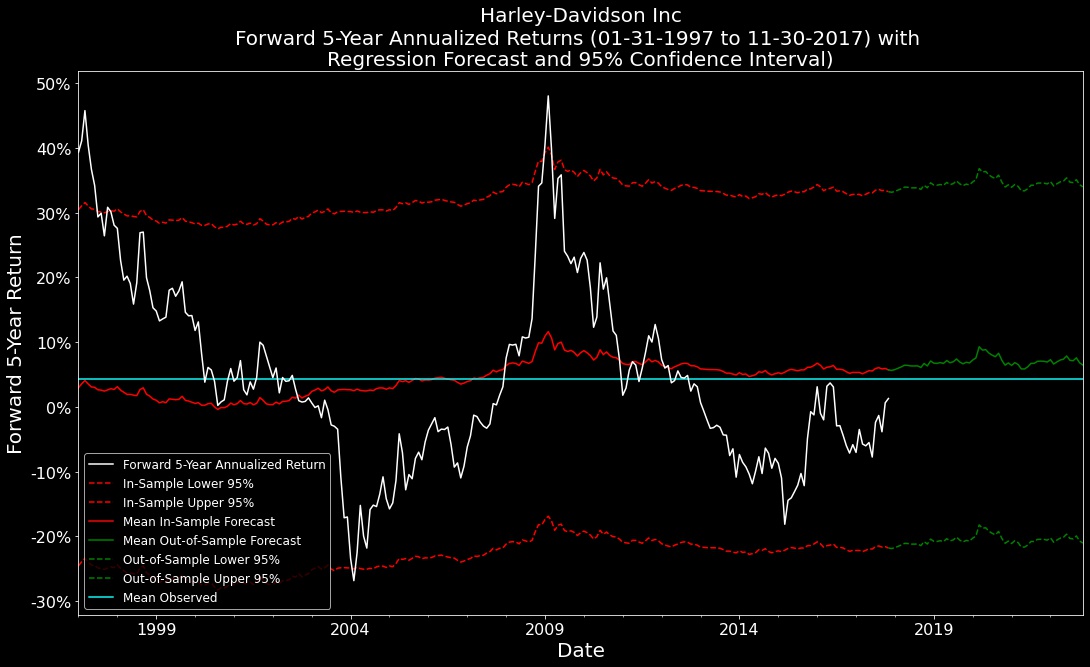 Harley-Davidson Inc
Forward 5-Year Annualized Returns (01-31-1997 to 11-30-2017) with
Regression Forecast and 95% Confidence Interval)
50%
40%
30%
20%
10%
0%
-10%
-20%
-30%
Forward 5-Year Return
Forward 5-Year Annualized Return
In-Sample Lower 95%
In-Sample Upper 95%
Mean In-Sample Forecast
Mean Out-of-Sample Forecast
Out-of-Sample Lower 95%
Out-of-Sample Upper 95%
Mean Observed
1999 2004 2009 2014 2019
Date